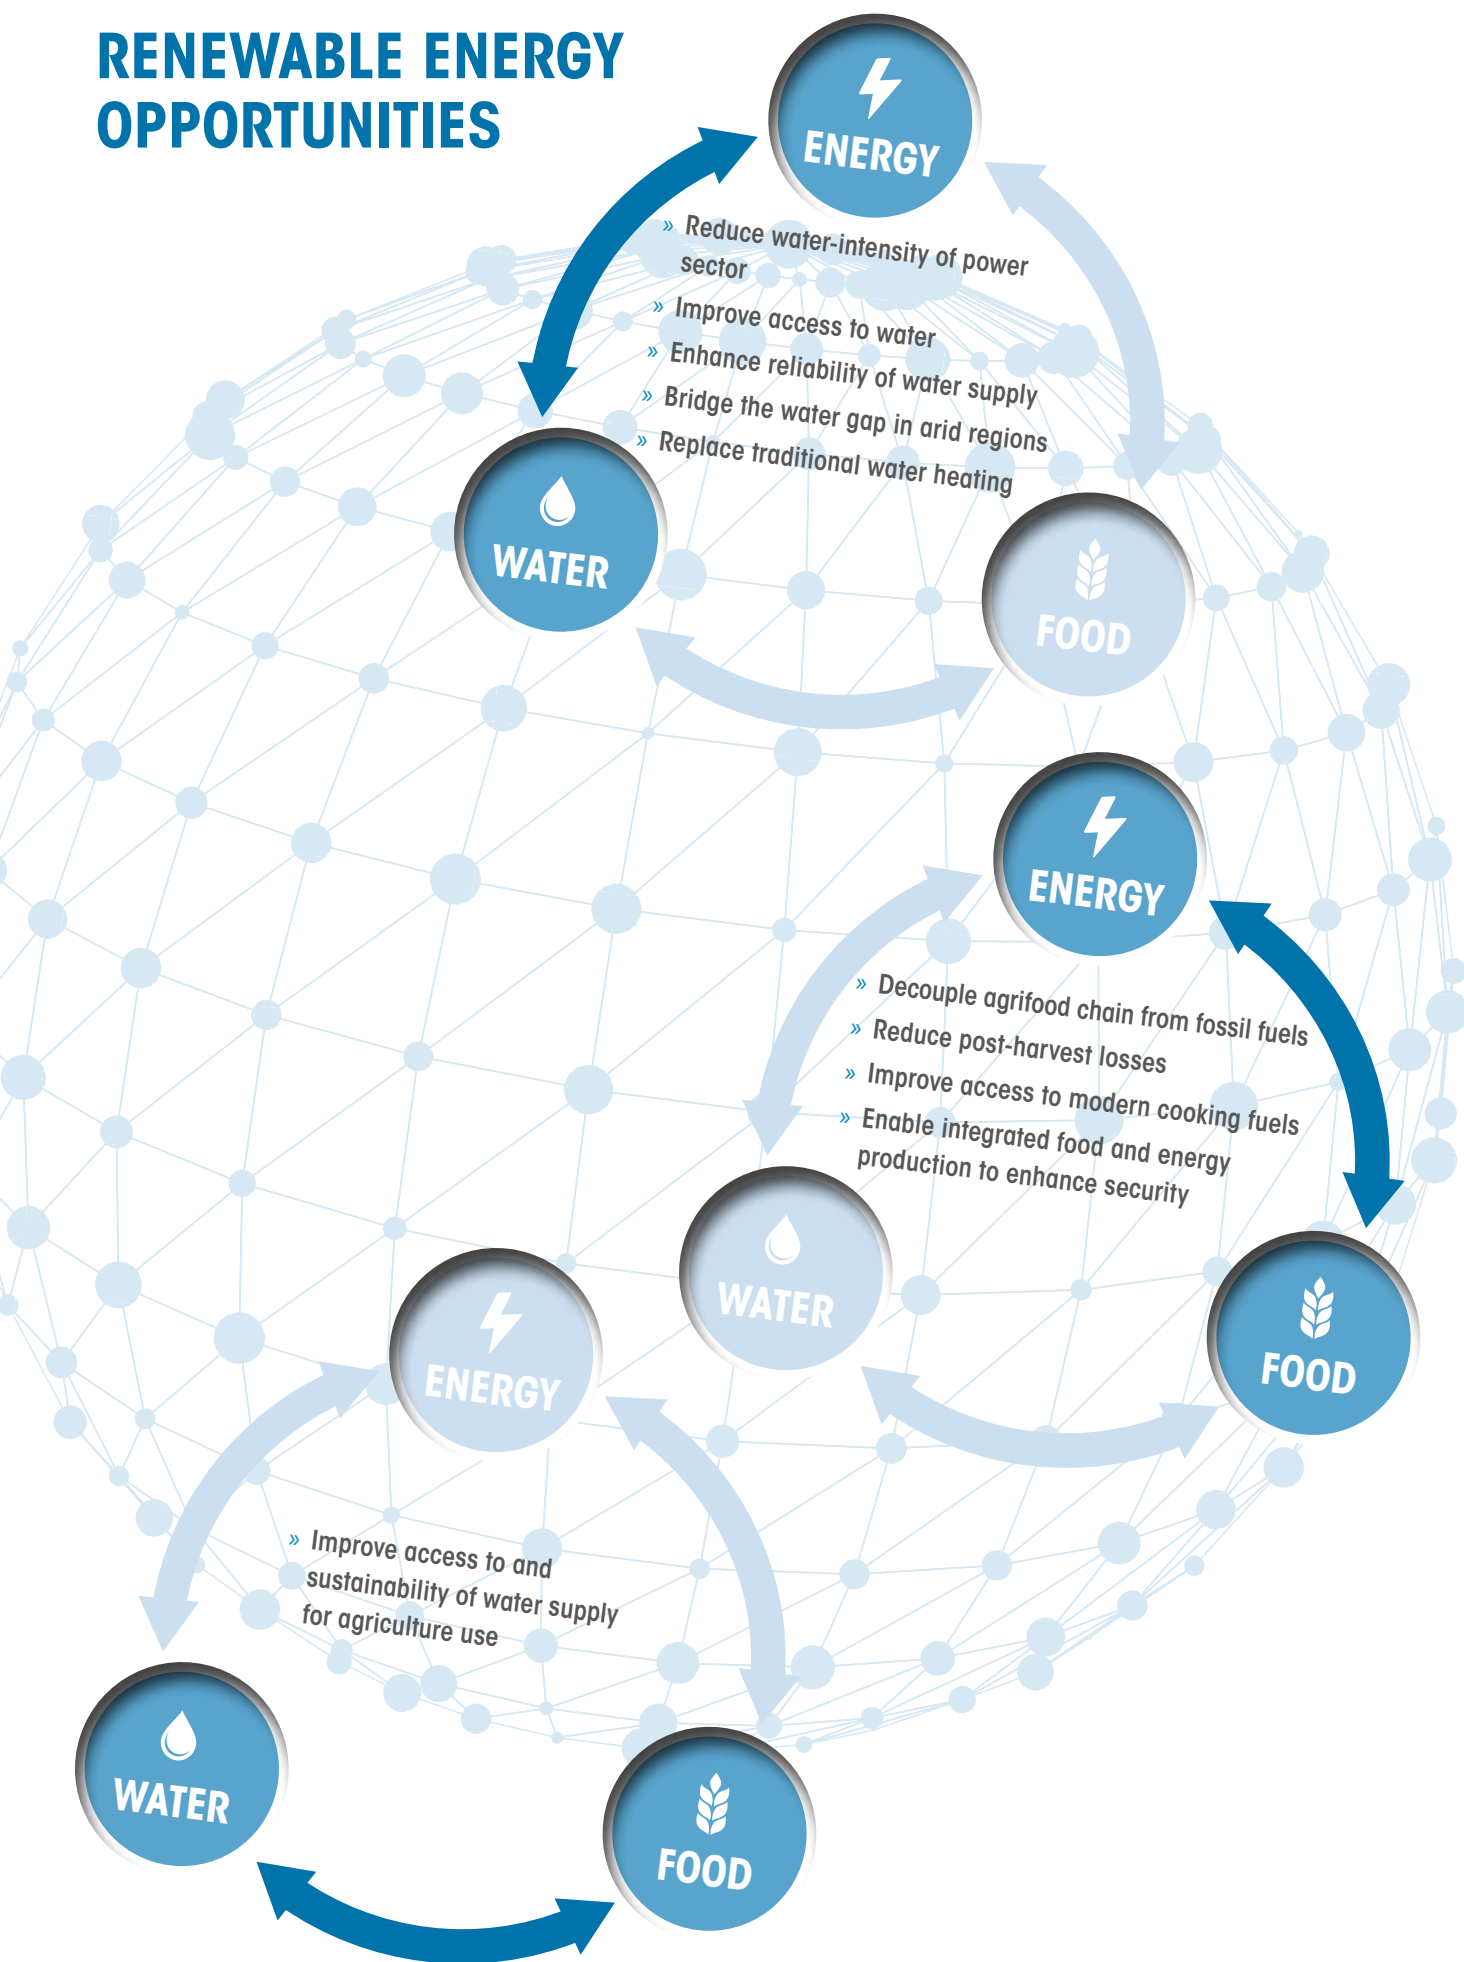 RENEWABLE ENERGY
OPPORTUNITIES
ENERGY
» Reduce water-intensity of power
sector
» Improve access to water
» Enhance reliability of water supply
» Bridge the water gap in arid regions
» Replace traditional water heating
WATER
FOOD
ENERGY
» Decouple agrifood chain from fossil fuels
» Reduce post-harvest losses
» Improve access to modern cooking fuels
» Enable integrated food and energy
production to enhance security
WATER
FOOD
ENERGY
» Improve access to and
sustainability of water supply
for agriculture use
WATER
FOOD